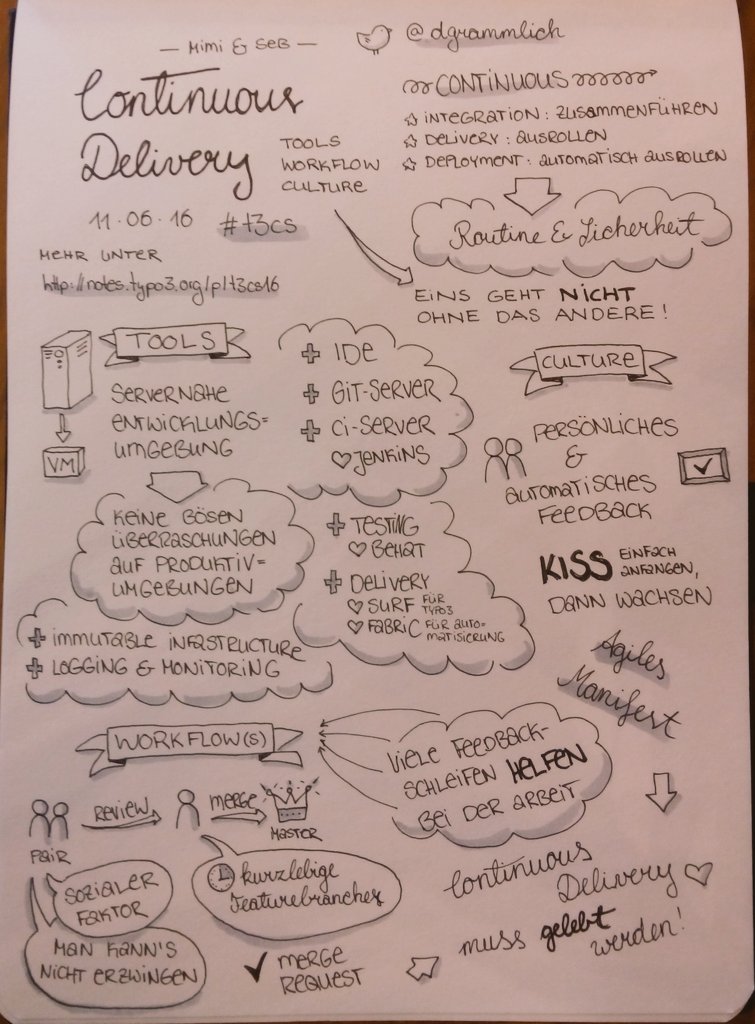 — Mimi & SEB —
@dgrammlich
Continuous
Delivery
TOOLS
WORKFLOW
CULTURE
11.06.16 #t3cs
MEHR UNTER
http://notes.typo3.org/p/t3cs16
CONTINUOUS
INTEGRATION: ZUSAMMENFÜHREN
DELIVERY: AUSROLLEN
DEPLOYMENT: AUTOMATISCH AUSROLLEN
Routine & Sicherheit
EINS GEHT NICHT
OHNE DAS ANDERE!
TOOLS
SERVERNAHE
ENTWICKLUNGS=
UMGEBUNG
VM
KEINE BÖSEN
ÜBERRASCHUNGEN
AUF PRODUKTIV=
UMGEBUNGEN
+ IMMUTABLE INFASTRUCTURE
+ LOGGING & MONITORING
+ IDE
+ GIT-SERVER
+ CI-SERVER
♡ JENKINS
+ TESTING
♡ BEHAT
+ DELIVERY
♡ SURF FÜR TYPO3
♡ FABRIC FÜR AUTO-
MATISIERUNG
CULTURE
PERSÖNLICHES
&
AUTOMATISCHES
FEEDBACK
KISS EINFACH
ANFANGEN,
DANN WACHSEN
Agiles
Manifest
WORKFLOW(S)
VIELE FEEDBACK-
SCHLEIFEN HELFEN
BEI DER ARBEIT
PAIR
REVIEW
MERGE
MASTER
SOZIALER
FAKTOR
MAN KANN'S
NICHT ERZWINGEN
kurzlebige
Featurebranches
✓ MERGE
REQUEST
Continuous
Delivery ♡
muss gelebt
werden!